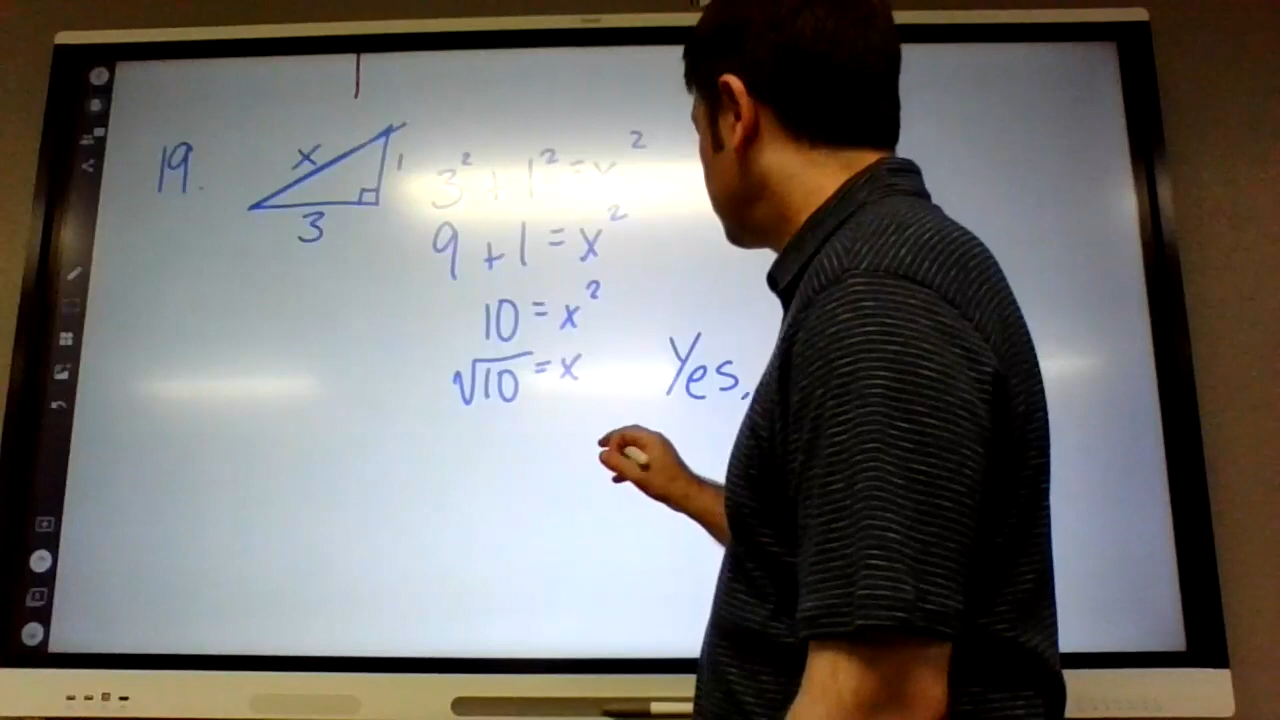 19.
x
1
3
3² + 1² = x²
9 + 1 = x²
10 = x²
√10 = x
Yes,